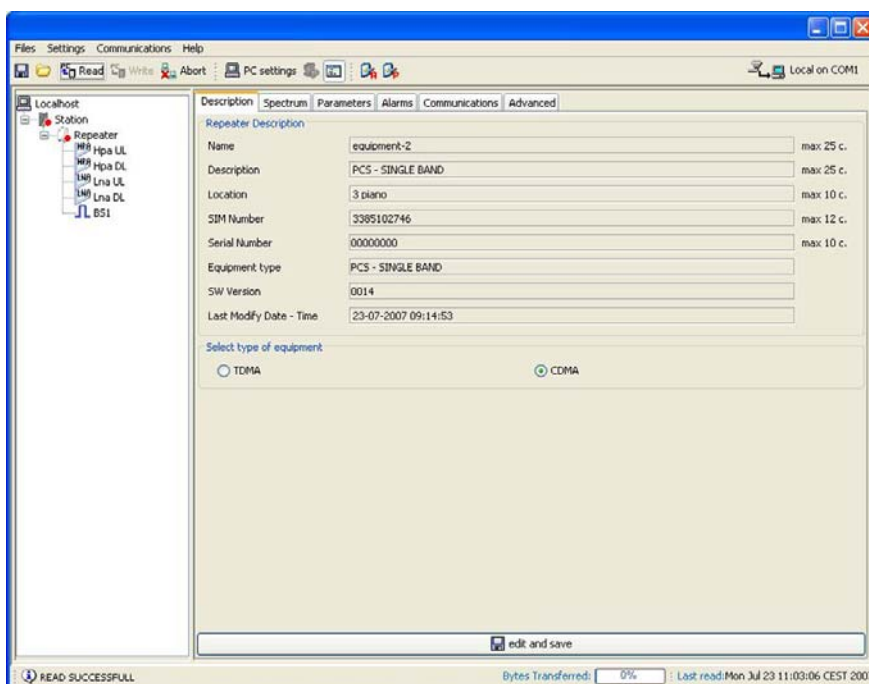 Files Settings Communications Help
Read Write Abort PC settings Local on COM1
Localhost
Station
Repeater
HPA Hpa UL
HPA Hpa DL
LNA Lna UL
LNA Lna DL
BS1
Description Spectrum Parameters Alarms Communications Advanced
Repeater Description
Name equipment-2 max 25 c.
Description PCS - SINGLE BAND max 25 c.
Location 3 piano max 10 c.
SIM Number 3385102746 max 12 c.
Serial Number 00000000 max 10 c.
Equipment type PCS - SINGLE BAND
SW Version 0014
Last Modify Date - Time 23-07-2007 09:14:53
Select type of equipment
TDMA CDMA
edit and save
READ SUCCESSFULL Bytes Transferred: 0% Last read:Mon Jul 23 11:03:06 CEST 200